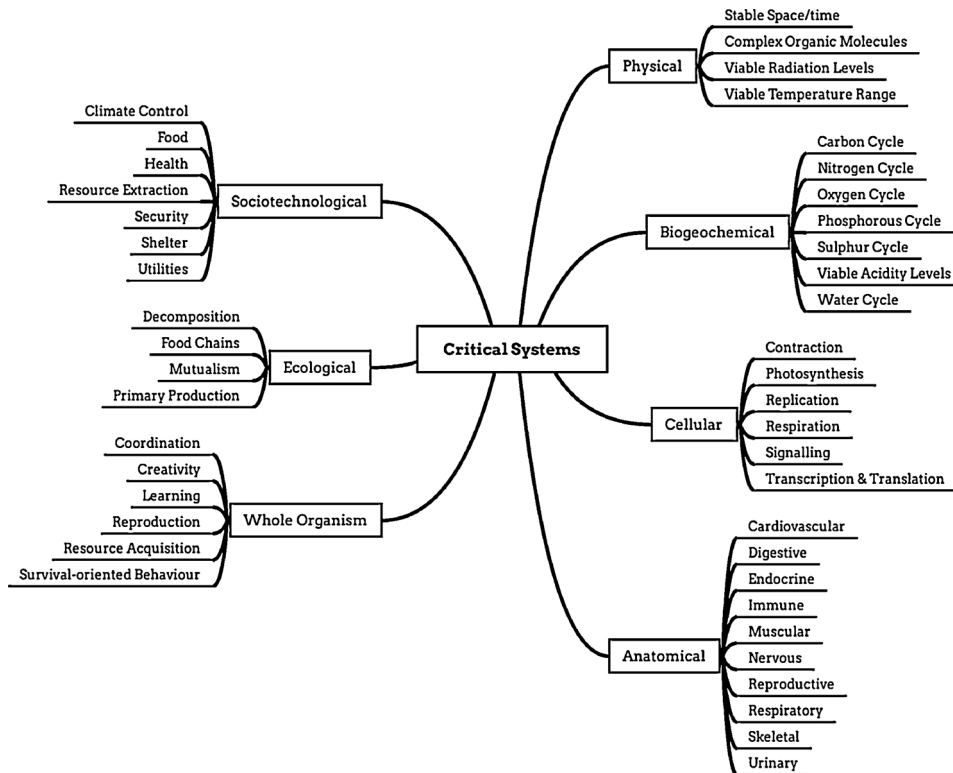 Critical Systems
Physical
Stable Space/time
Complex Organic Molecules
Viable Radiation Levels
Viable Temperature Range
Biogeochemical
Carbon Cycle
Nitrogen Cycle
Oxygen Cycle
Phosphorous Cycle
Sulphur Cycle
Viable Acidity Levels
Water Cycle
Cellular
Contraction
Photosynthesis
Replication
Respiration
Signalling
Transcription & Translation
Anatomical
Cardiovascular
Digestive
Endocrine
Immune
Muscular
Nervous
Reproductive
Respiratory
Skeletal
Urinary
Sociotechnological
Climate Control
Food
Health
Resource Extraction
Security
Shelter
Utilities
Ecological
Decomposition
Food Chains
Mutualism
Primary Production
Whole Organism
Coordination
Creativity
Learning
Reproduction
Resource Acquisition
Survival-oriented Behaviour